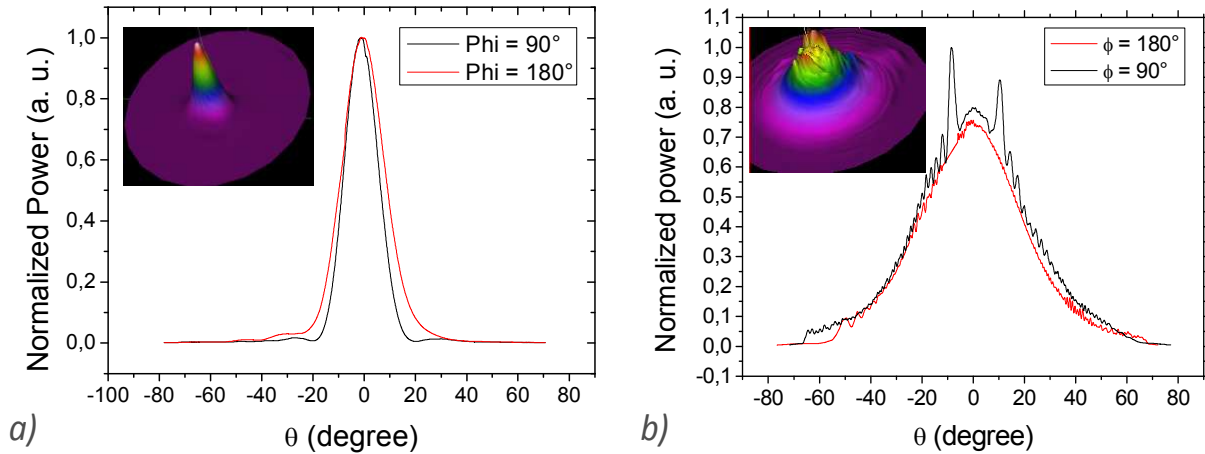 Normalized Power (a. u.)
1,0
0,8
0,6
0,4
0,2
0,0
Phi = 90°
Phi = 180°
-100 -80 -60 -40 -20 0 20 40 60 80
θ (degree)
a)
Normalized power (a. u.)
1,1
1,0
0,9
0,8
0,7
0,6
0,5
0,4
0,3
0,2
0,1
0,0
-0,1
ϕ = 180°
ϕ = 90°
-80 -60 -40 -20 0 20 40 60 80
θ (degree)
b)